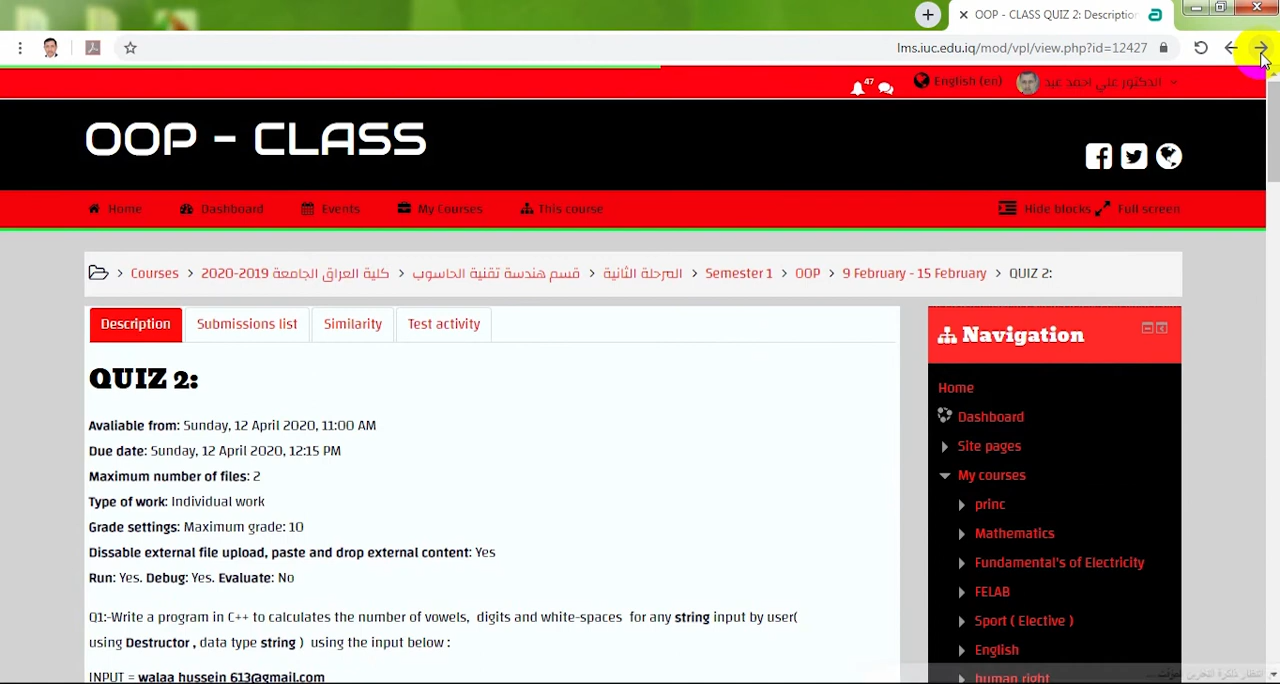 OOP - CLASS QUIZ 2: Description
lms.iuc.edu.iq/mod/vpl/view.php?id=12427
47
English (en)
الدكتور علي احمد عبد
OOP - CLASS
Home
Dashboard
Events
My Courses
This course
Hide blocks
Full screen
Courses > كلية العراق الجامعة 2019-2020 > قسم هندسة تقنية الحاسوب > المرحلة الثانية > Semester 1 > OOP > 9 February - 15 February > QUIZ 2:
Description
Submissions list
Similarity
Test activity
QUIZ 2:
Avaliable from: Sunday, 12 April 2020, 11:00 AM
Due date: Sunday, 12 April 2020, 12:15 PM
Maximum number of files: 2
Type of work: Individual work
Grade settings: Maximum grade: 10
Dissable external file upload, paste and drop external content: Yes
Run: Yes. Debug: Yes. Evaluate: No
Q1:-Write a program in C++ to calculates the number of vowels, digits and white-spaces for any string input by user(
using Destructor , data type string ) using the input below :
INPUT = walaa hussein 613@gmail.com
Navigation
Home
Dashboard
Site pages
My courses
princ
Mathematics
Fundamental's of Electricity
FELAB
Sport ( Elective )
English
human right